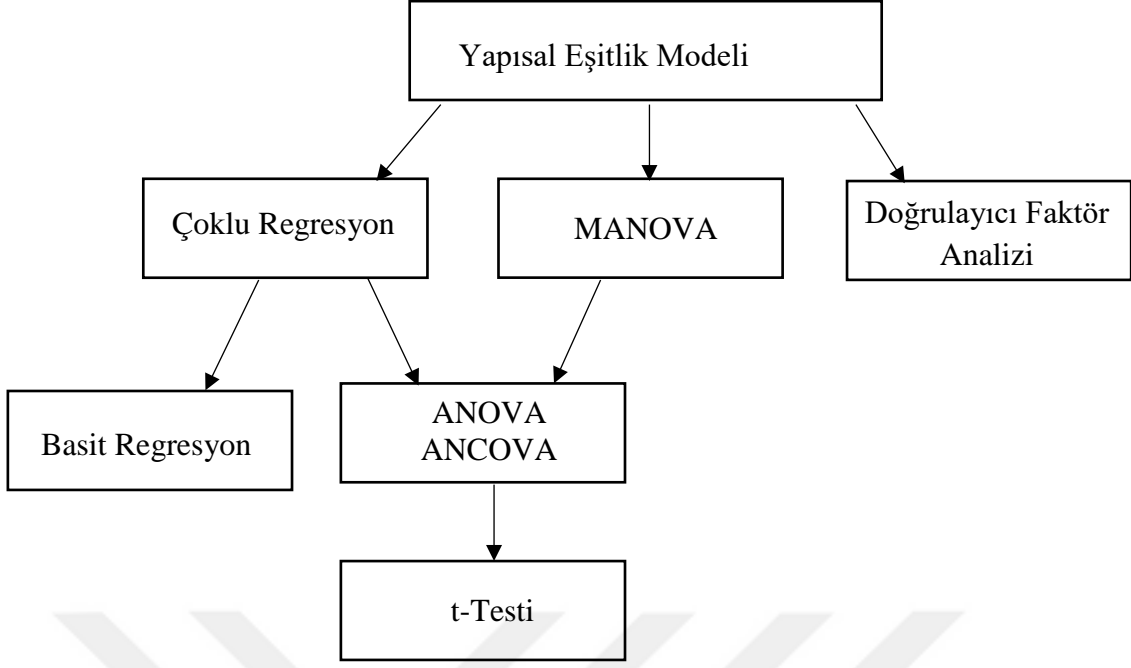 Yapısal Eşitlik Modeli
Çoklu Regresyon
MANOVA
Doğrulayıcı Faktör
Analizi
Basit Regresyon
ANOVA
ANCOVA
t-Testi